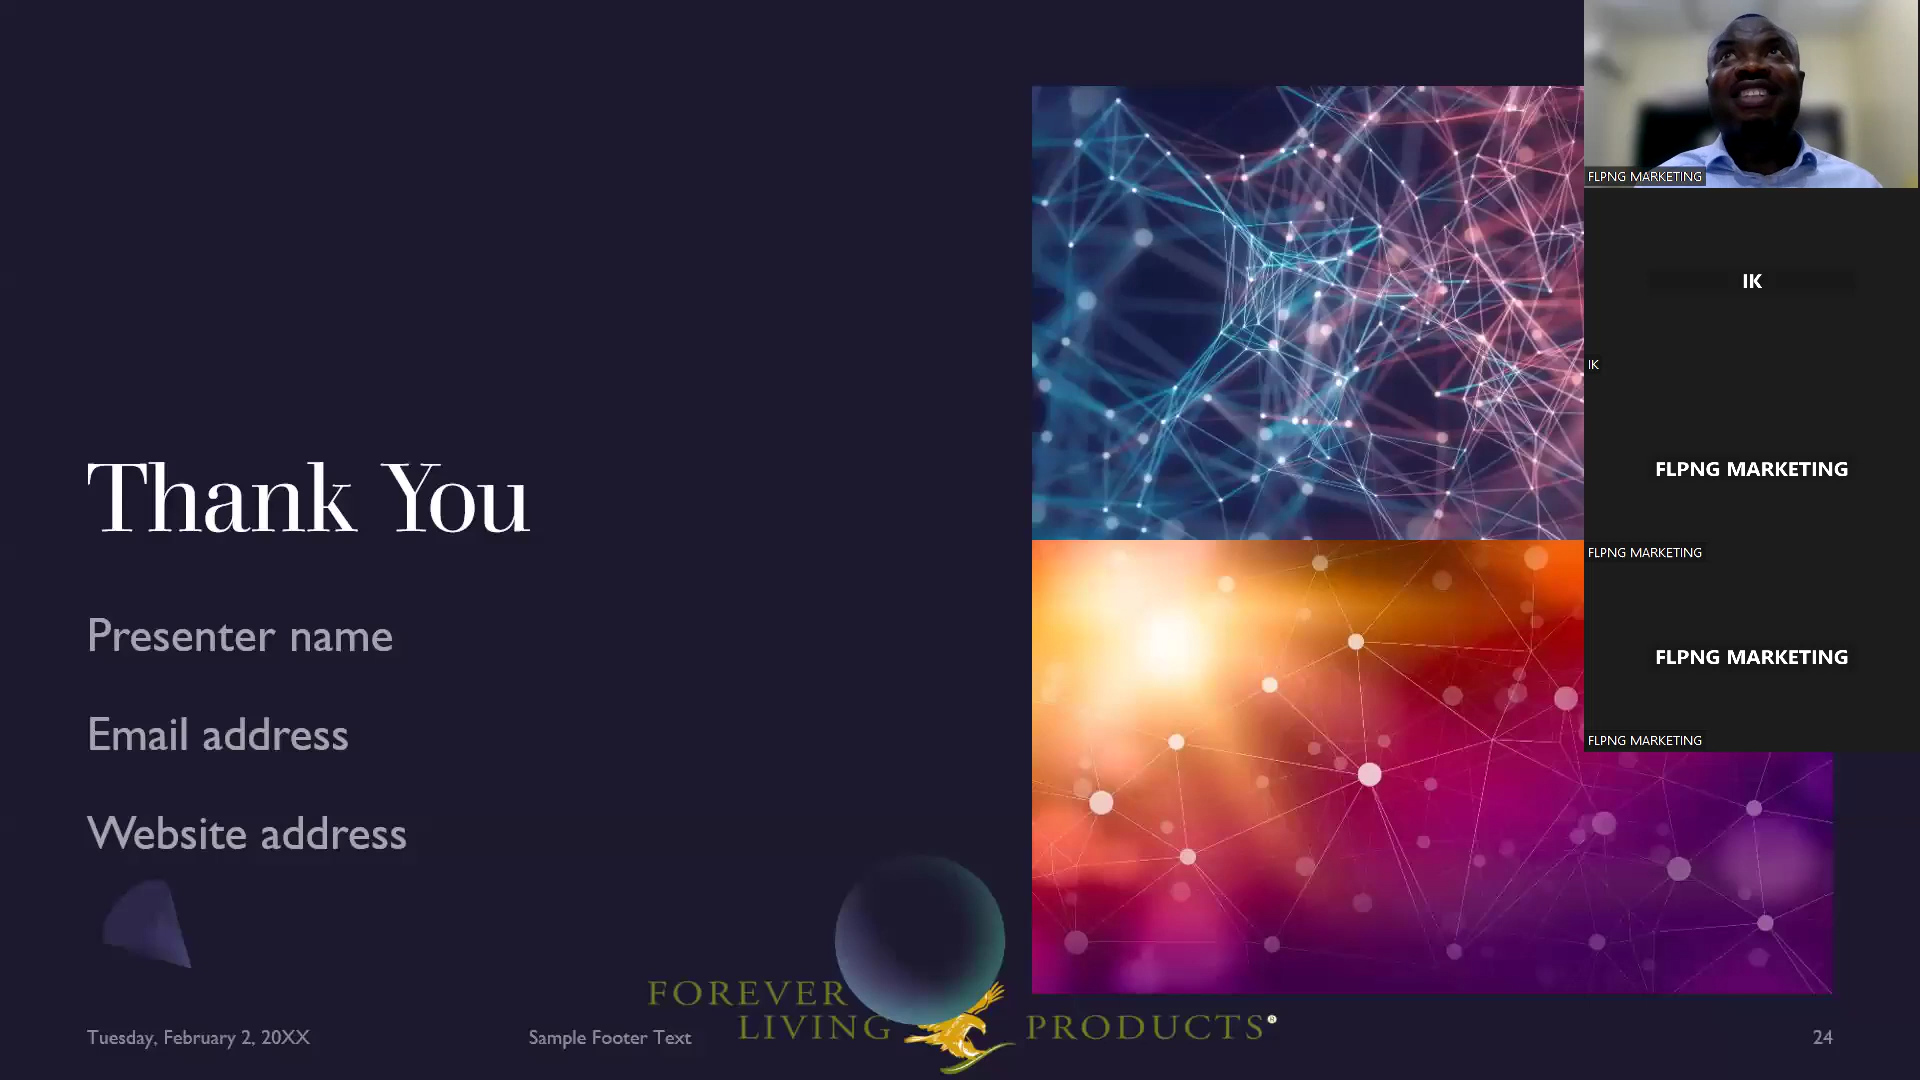 Thank You
Presenter name
Email address
Website address
Tuesday, February 2, 20XX
Sample Footer Text
FOREVER
LIVING PRODUCTS®
24
FLPNG MARKETING
IK
IK
FLPNG MARKETING
FLPNG MARKETING
FLPNG MARKETING
FLPNG MARKETING